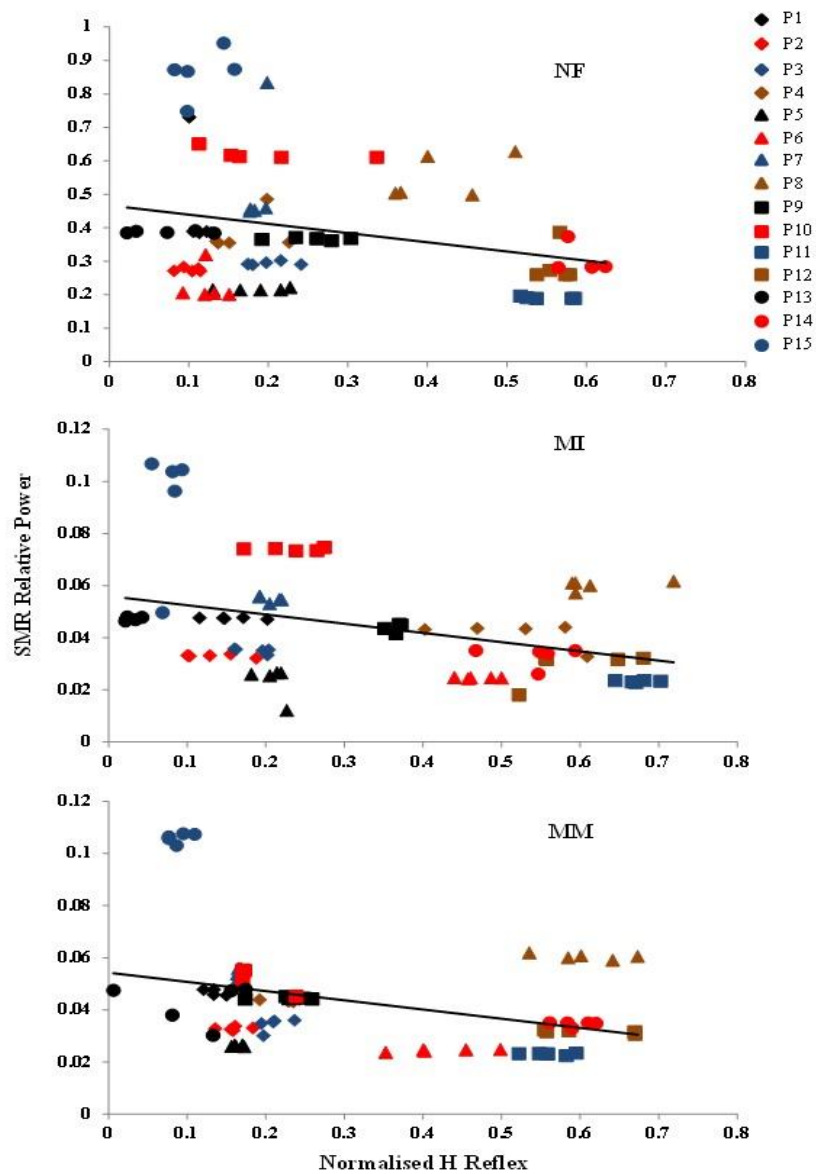 1
0.9
0.8
0.7
0.6
0.5
0.4
0.3
0.2
0.1
0
0 0.1 0.2 0.3 0.4 0.5 0.6 0.7 0.8
NF
P1
P2
P3
P4
P5
P6
P7
P8
P9
P10
P11
P12
P13
P14
P15
SMR Relative Power
0.12
0.1
0.08
0.06
0.04
0.02
0
0 0.1 0.2 0.3 0.4 0.5 0.6 0.7 0.8
MI
0.12
0.1
0.08
0.06
0.04
0.02
0
0 0.1 0.2 0.3 0.4 0.5 0.6 0.7 0.8
MM
Normalised H Reflex